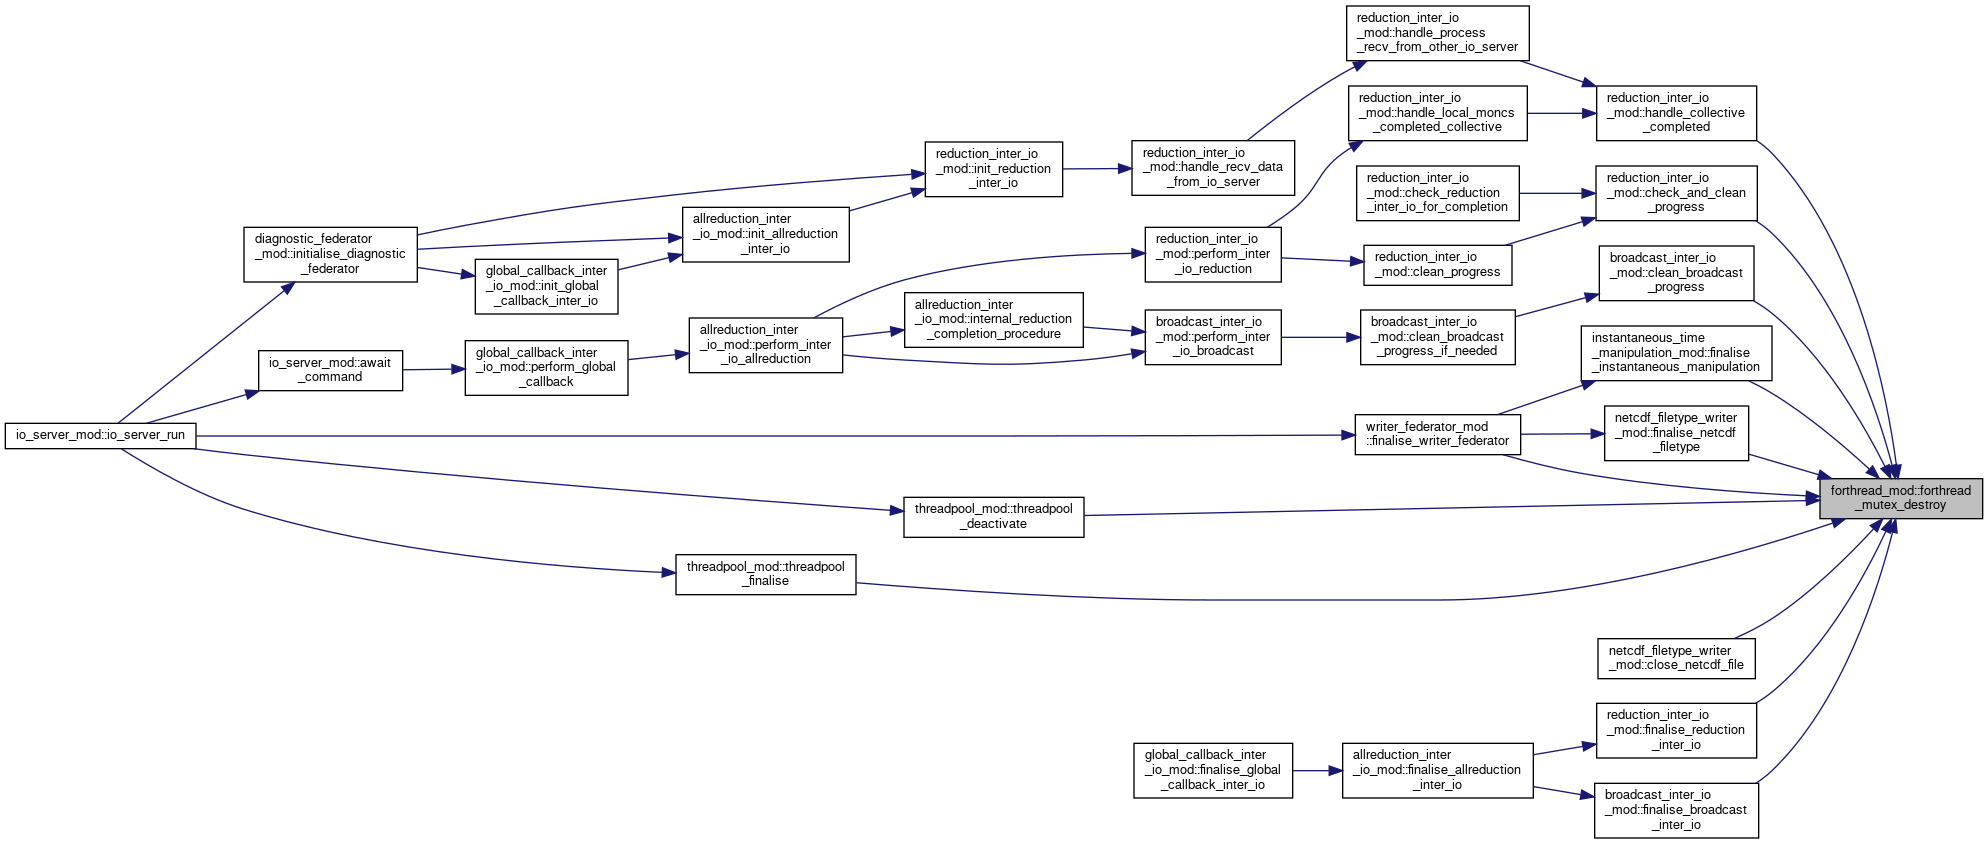 reduction_inter_io
_mod::handle_process
_recv_from_other_io_server
reduction_inter_io
_mod::handle_local_moncs
_completed_collective
reduction_inter_io
_mod::handle_collective
_completed
reduction_inter_io
_mod::init_reduction
_inter_io
reduction_inter_io
_mod::handle_recv_data
_from_io_server
reduction_inter_io
_mod::check_reduction
_inter_io_for_completion
reduction_inter_io
_mod::check_and_clean
_progress
diagnostic_federator
_mod::initialise_diagnostic
_federator
allreduction_inter
_io_mod::init_allreduction
_inter_io
global_callback_inter
_io_mod::init_global
_callback_inter_io
reduction_inter_io
_mod::perform_inter
_io_reduction
reduction_inter_io
_mod::clean_progress
broadcast_inter_io
_mod::clean_broadcast
_progress
allreduction_inter
_io_mod::internal_reduction
_completion_procedure
allreduction_inter
_io_mod::perform_inter
_io_allreduction
broadcast_inter_io
_mod::perform_inter
_io_broadcast
broadcast_inter_io
_mod::clean_broadcast
_progress_if_needed
instantaneous_time
_manipulation_mod::finalise
_instantaneous_manipulation
io_server_mod::await
_command
global_callback_inter
_io_mod::perform_global
_callback
io_server_mod::io_server_run
writer_federator_mod
::finalise_writer_federator
netcdf_filetype_writer
_mod::finalise_netcdf
_filetype
forthread_mod::forthread
_mutex_destroy
threadpool_mod::threadpool
_deactivate
threadpool_mod::threadpool
_finalise
netcdf_filetype_writer
_mod::close_netcdf_file
reduction_inter_io
_mod::finalise_reduction
_inter_io
global_callback_inter
_io_mod::finalise_global
_callback_inter_io
allreduction_inter
_io_mod::finalise_allreduction
_inter_io
broadcast_inter_io
_mod::finalise_broadcast
_inter_io